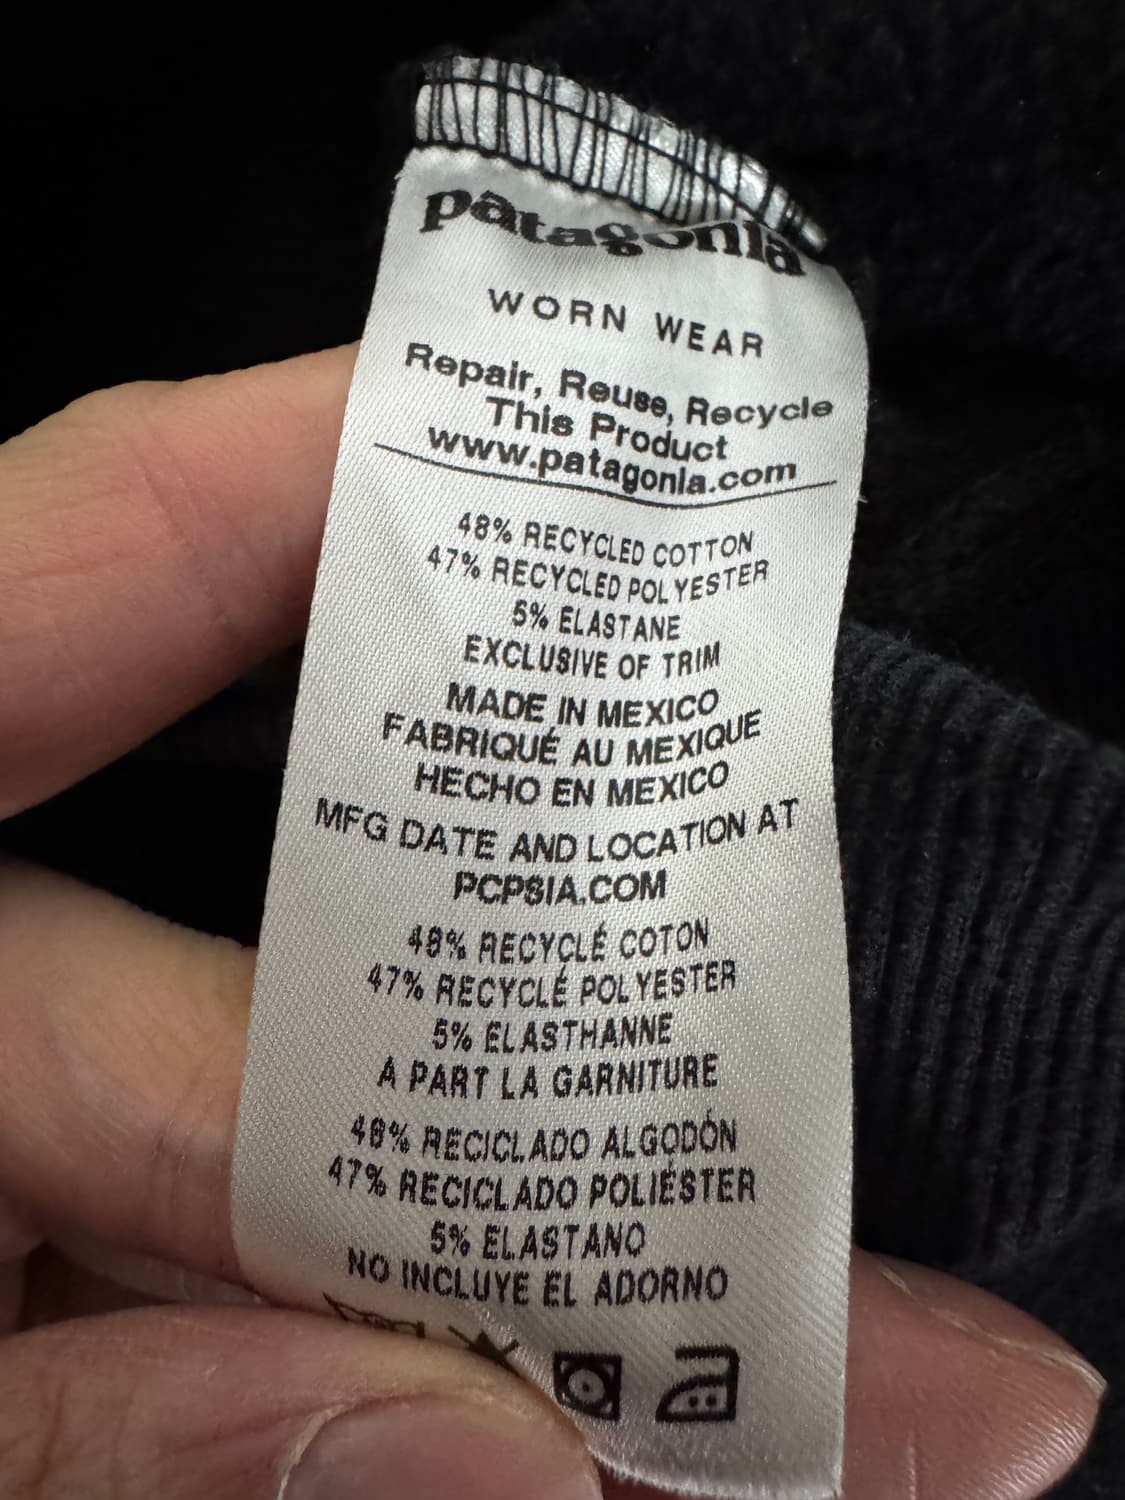 patagonia
WORN WEAR
Repair, Reuse, Recycle
This Product
www.patagonia.com
48% RECYCLED COTTON
47% RECYCLED POLYESTER
5% ELASTANE
EXCLUSIVE OF TRIM
MADE IN MEXICO
FABRIQUÉ AU MEXIQUE
HECHO EN MEXICO
MFG DATE AND LOCATION AT
PCPSIA.COM
48% RECYCLÉ COTON
47% RECYCLÉ POLYESTER
5% ELASTHANNE
A PART LA GARNITURE
48% RECICLADO ALGODÓN
47% RECICLADO POLIÉSTER
5% ELASTANO
NO INCLUYE EL ADORNO